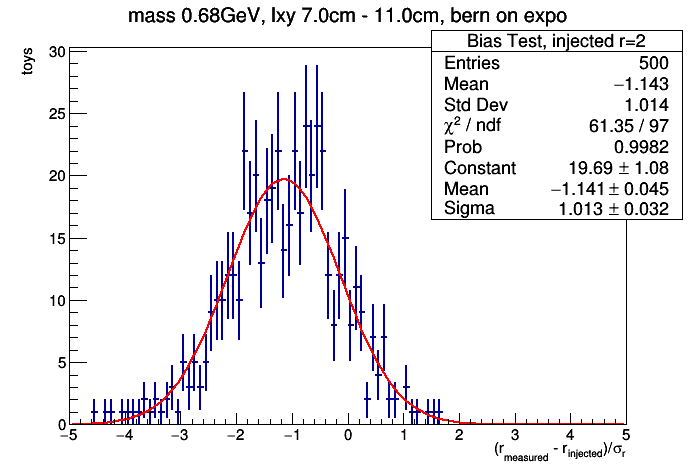 mass 0.68GeV, lxy 7.0cm - 11.0cm, bern on expo
toys
Bias Test, injected r=2
Entries 500
Mean −1.143
Std Dev 1.014
χ² / ndf 61.35 / 97
Prob 0.9982
Constant 19.69 ± 1.08
Mean −1.141 ± 0.045
Sigma 1.013 ± 0.032
30
25
20
15
10
5
0
−5 −4 −3 −2 −1 0 1 2 3 4 5
(r_measured - r_injected)/σ_r